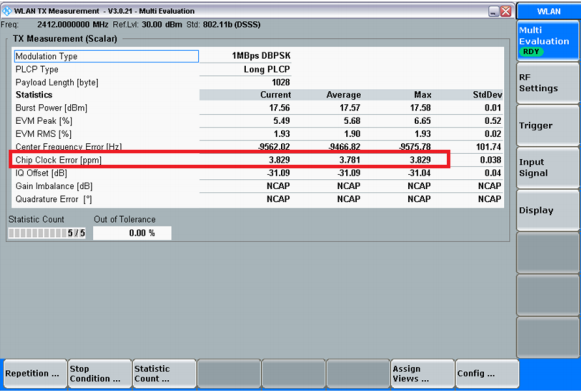 WLAN TX Measurement - V3.0.21 - Multi Evaluation
WLAN
Freq: 2412.0000000 MHz Ref.Lvl: 30.00 dBm Std: 802.11b (DSSS)
TX Measurement (Scalar)
Modulation Type 1MBps DBPSK
PLCP Type Long PLCP
Payload Length [byte] 1028
Statistics Current Average Max StdDev
Burst Power [dBm] 17.56 17.57 17.58 0.01
EVM Peak [%] 5.49 5.68 6.65 0.52
EVM RMS [%] 1.93 1.90 1.93 0.02
Center Frequency Error [Hz] -9562.02 -9466.82 -9575.78 101.74
Chip Clock Error [ppm] 3.829 3.781 3.829 0.038
IQ Offset [dB] -31.09 -31.09 -31.04 0.04
Gain Imbalance [dB] NCAP NCAP NCAP NCAP
Quadrature Error [°] NCAP NCAP NCAP NCAP
Statistic Count Out of Tolerance
5 / 5 0.00 %
Multi
Evaluation
RDY
RF
Settings
Trigger
Input
Signal
Display
Repetition ...
Stop
Condition ...
Statistic
Count ...
Assign
Views ...
Config ...